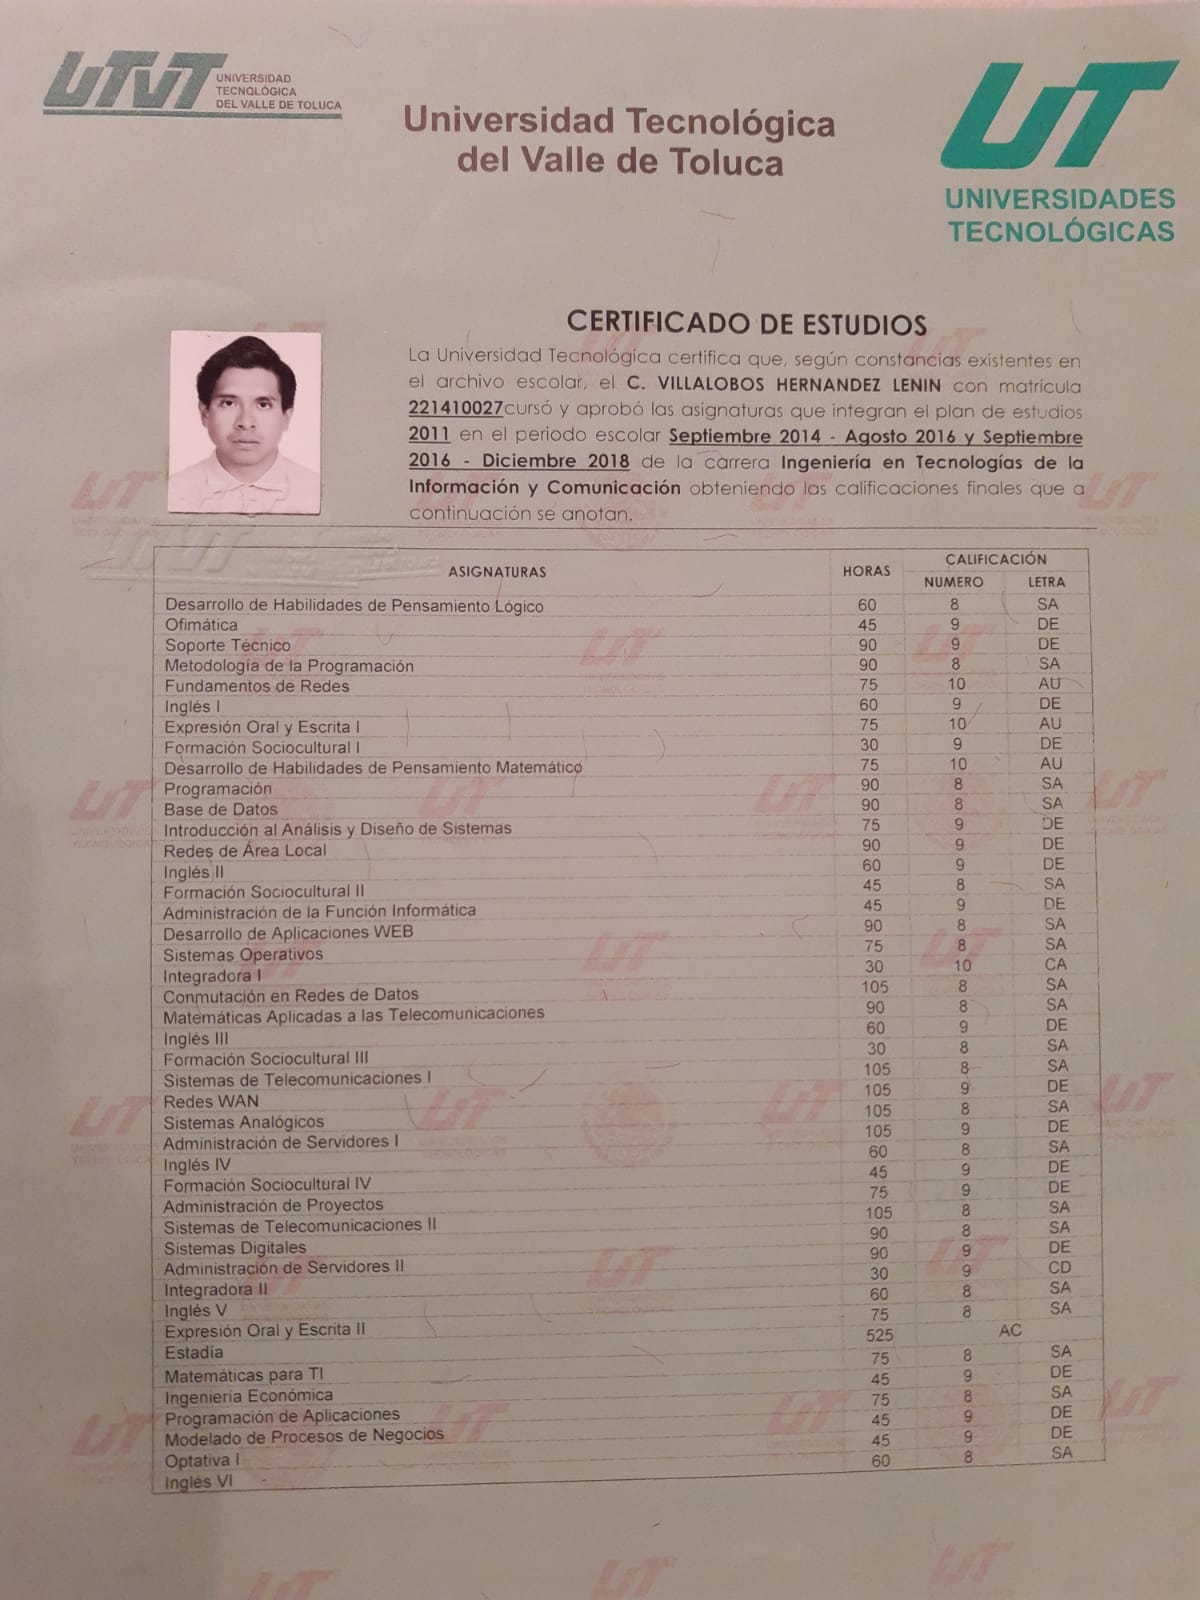 UTVT UNIVERSIDAD
TECNOLÓGICA
DEL VALLE DE TOLUCA
Universidad Tecnológica
del Valle de Toluca
UT
UNIVERSIDADES
TECNOLÓGICAS
CERTIFICADO DE ESTUDIOS
La Universidad Tecnológica certifica que, según constancias existentes en
el archivo escolar, el C. VILLALOBOS HERNANDEZ LENIN con matrícula
221410027cursó y aprobó las asignaturas que integran el plan de estudios
2011 en el periodo escolar Septiembre 2014 - Agosto 2016 y Septiembre
2016 - Diciembre 2018 de la carrera Ingeniería en Tecnologías de la
Información y Comunicación obteniendo las calificaciones finales que a
continuación se anotan.
ASIGNATURAS HORAS CALIFICACIÓN
NUMERO LETRA
Desarrollo de Habilidades de Pensamiento Lógico 60 8 SA
Ofimática 45 9 DE
Soporte Técnico 90 9 DE
Metodología de la Programación 90 8 SA
Fundamentos de Redes 75 10 AU
Inglés I 60 9 DE
Expresión Oral y Escrita I 75 10 AU
Formación Sociocultural I 30 9 DE
Desarrollo de Habilidades de Pensamiento Matemático 75 10 AU
Programación 90 8 SA
Base de Datos 90 8 SA
Introducción al Análisis y Diseño de Sistemas 75 9 DE
Redes de Área Local 90 9 DE
Inglés II 60 9 DE
Formación Sociocultural II 45 8 SA
Administración de la Función Informática 45 9 DE
Desarrollo de Aplicaciones WEB 90 8 SA
Sistemas Operativos 75 8 SA
Integradora I 30 10 CA
Conmutación en Redes de Datos 105 8 SA
Matemáticas Aplicadas a las Telecomunicaciones 90 8 SA
Inglés III 60 9 DE
Formación Sociocultural III 30 8 SA
Sistemas de Telecomunicaciones I 105 8 SA
Redes WAN 105 9 DE
Sistemas Analógicos 105 8 SA
Administración de Servidores I 105 9 DE
Inglés IV 60 8 SA
Formación Sociocultural IV 45 9 DE
Administración de Proyectos 75 9 DE
Sistemas de Telecomunicaciones II 105 8 SA
Sistemas Digitales 90 8 SA
Administración de Servidores II 90 9 DE
Integradora II 30 9 CD
Inglés V 60 8 SA
Expresión Oral y Escrita II 75 8 SA
Estadía 525 AC
Matemáticas para TI 75 8 SA
Ingeniería Económica 45 9 DE
Programación de Aplicaciones 75 8 SA
Modelado de Procesos de Negocios 45 9 DE
Optativa I 45 9 DE
Inglés VI 60 8 SA